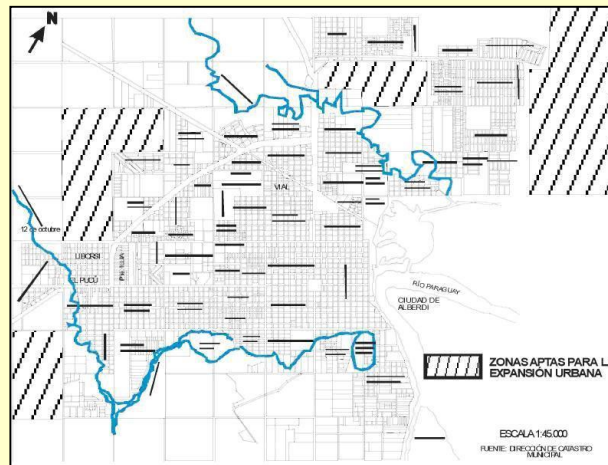 N
VIAL
12 de octubre
LIBORSI
EL PUCÚ
RÍO PARAGUAY
CIUDAD DE
ALBERDI
ZONAS APTAS PARA L
EXPANSIÓN URBANA
ESCALA 1:45.000
FUENTE: DIRECCIÓN DE CATASTRO
MUNICIPAL